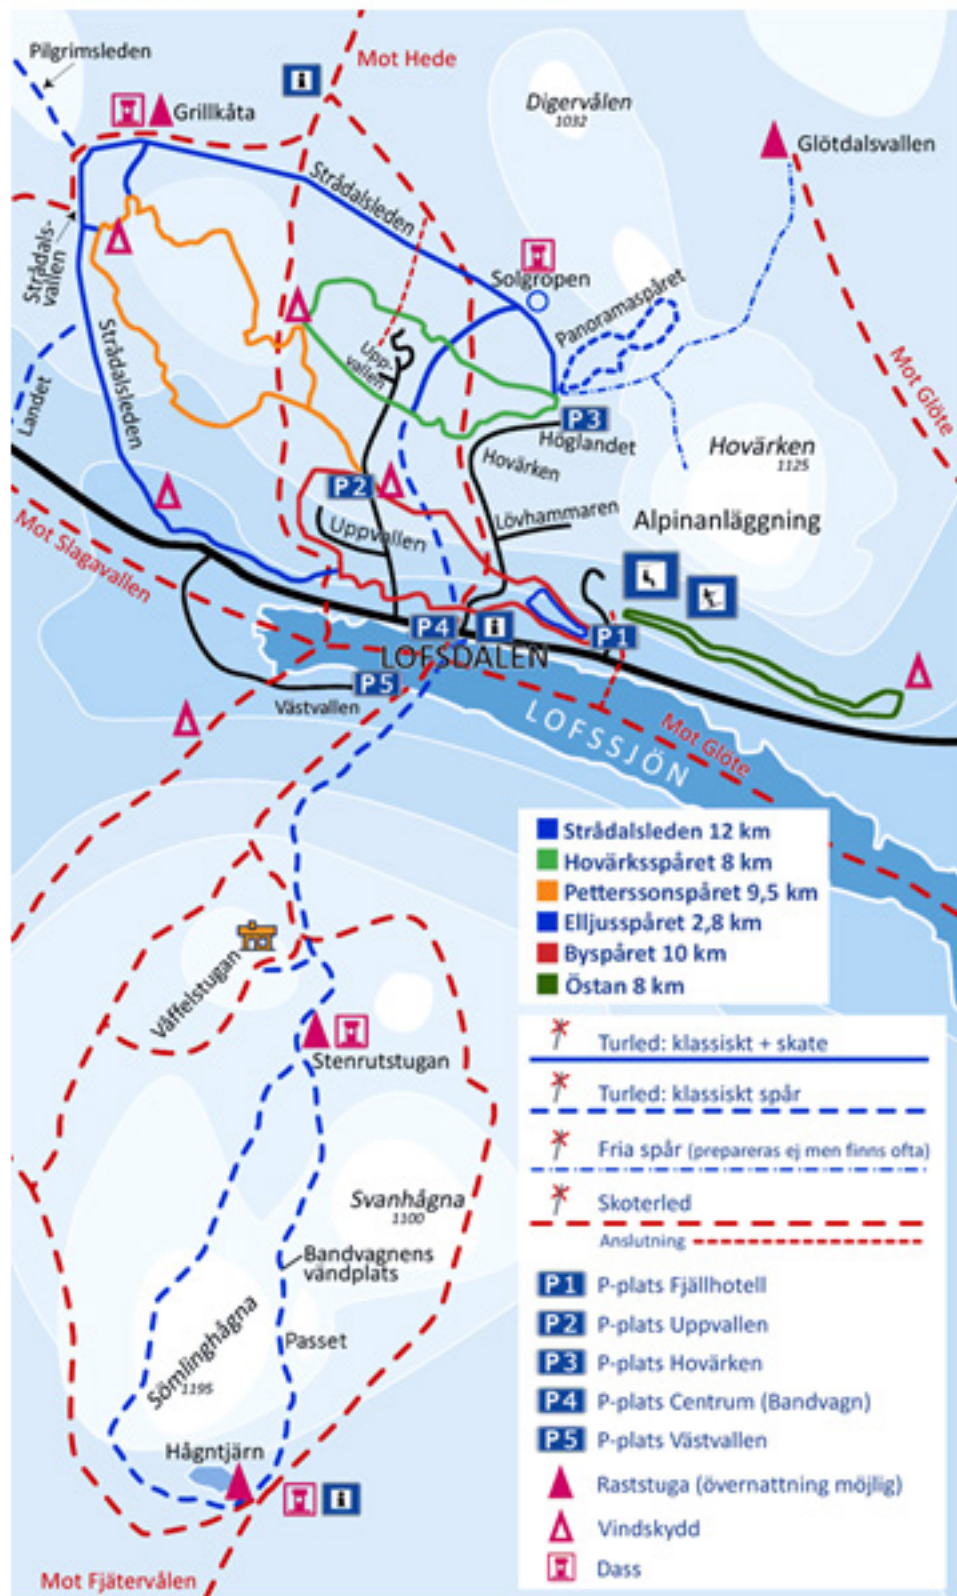 Pilgrimsleden
Mot Hede
Grillkåta
Digervålen
1032
Glötdalsvallen
Strådalsleden
Strådals-
vallen
Solgropen
Panoramaspåret
Upp-
vallen
Landet
Strådalsleden
Mot Glöte
P3
Höglandet
Hovärken
1125
Hovärken
P2
Lövhammaren
Alpinanläggning
Uppvallen
Mot Slagavallen
P4
P1
LOFSDALEN
P5
Västvallen
LOFSSJÖN
Mot Glöte
Strådalsleden 12 km
Hovärksspåret 8 km
Petterssonspåret 9,5 km
Elljusspåret 2,8 km
Byspåret 10 km
Östan 8 km
Våffelstugan
Stenrutstugan
Turled: klassiskt + skate
Turled: klassiskt spår
Fria spår (prepareras ej men finns ofta)
Skoterled
Anslutning
Svanhågna
1100
Bandvagnens
vändplats
Passet
Sömlinghågna
1195
Hågntjärn
P1 P-plats Fjällhotell
P2 P-plats Uppvallen
P3 P-plats Hovärken
P4 P-plats Centrum (Bandvagn)
P5 P-plats Västvallen
Raststuga (övernattning möjlig)
Vindskydd
Dass
Mot Fjätervålen